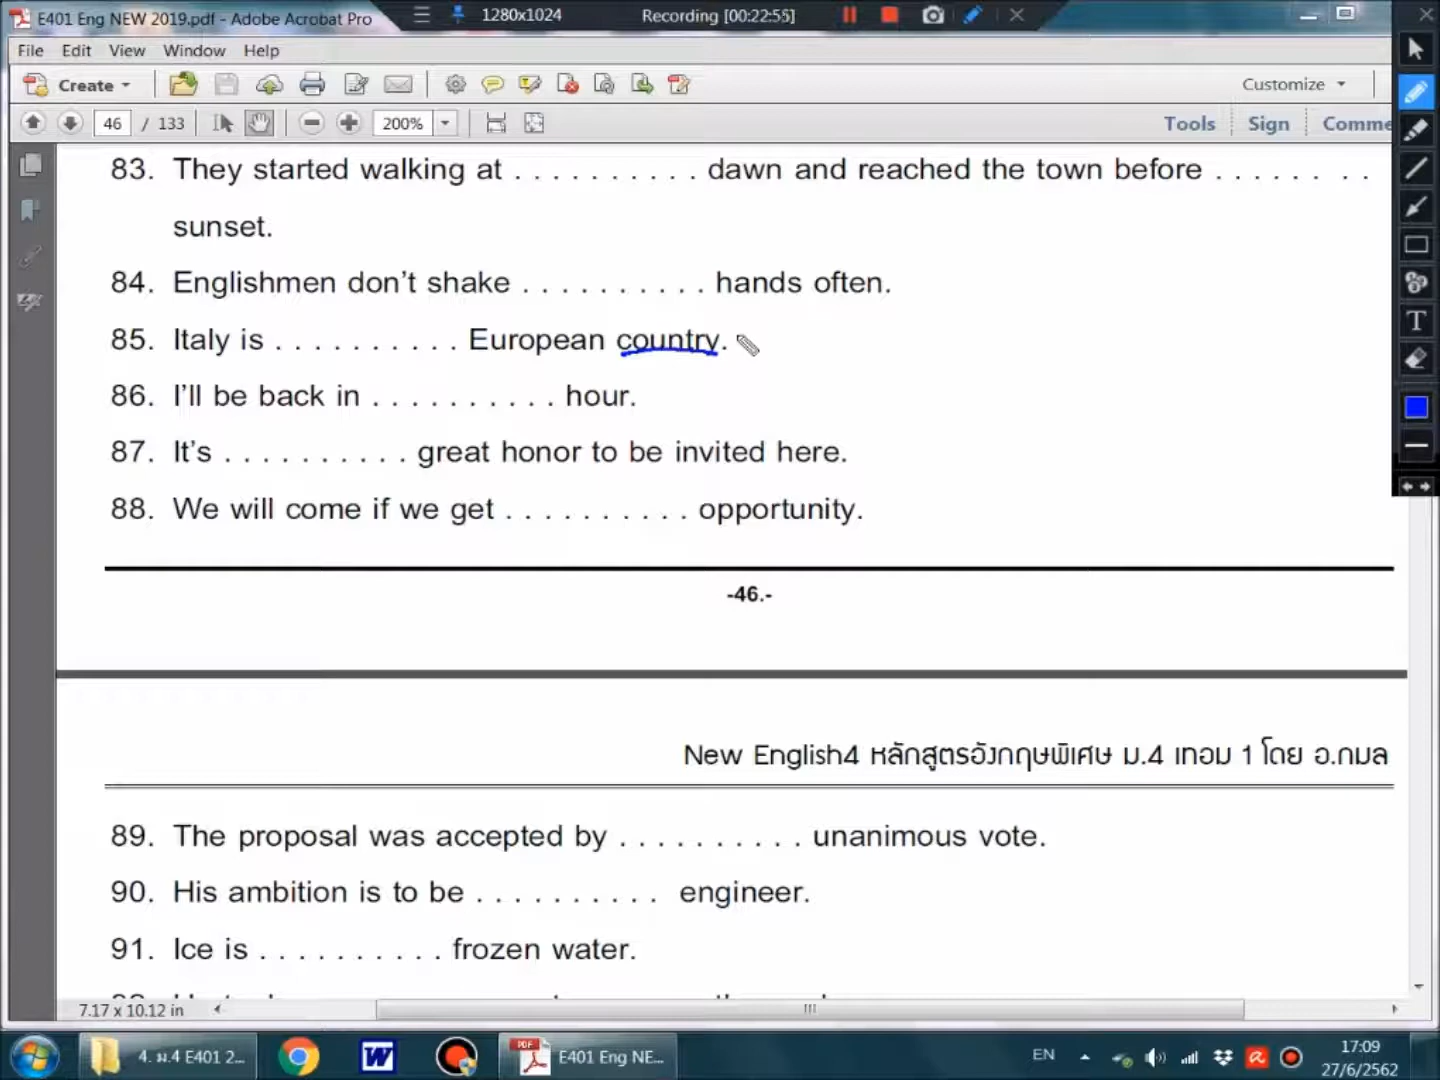 E401 Eng NEW 2019.pdf - Adobe Acrobat Pro
1280x1024
Recording [00:22:55]
File Edit View Window Help
Create
Customize
46 / 133
200%
Tools Sign Comme
83. They started walking at . . . . . . . . . . dawn and reached the town before . . . . . . . .
sunset.
84. Englishmen don't shake . . . . . . . . . . hands often.
85. Italy is . . . . . . . . . . European country.
86. I'll be back in . . . . . . . . . . hour.
87. It's . . . . . . . . . . great honor to be invited here.
88. We will come if we get . . . . . . . . . . opportunity.
-46.-
New English4 หลักสูตรอังกฤษพิเศษ ม.4 เทอม 1 โดย อ.กมล
89. The proposal was accepted by . . . . . . . . . . unanimous vote.
90. His ambition is to be . . . . . . . . . . engineer.
91. Ice is . . . . . . . . . . frozen water.
7.17 x 10.12 in
4. ม.4 E401 2...
E401 Eng NE...
EN
17:09
27/6/2562